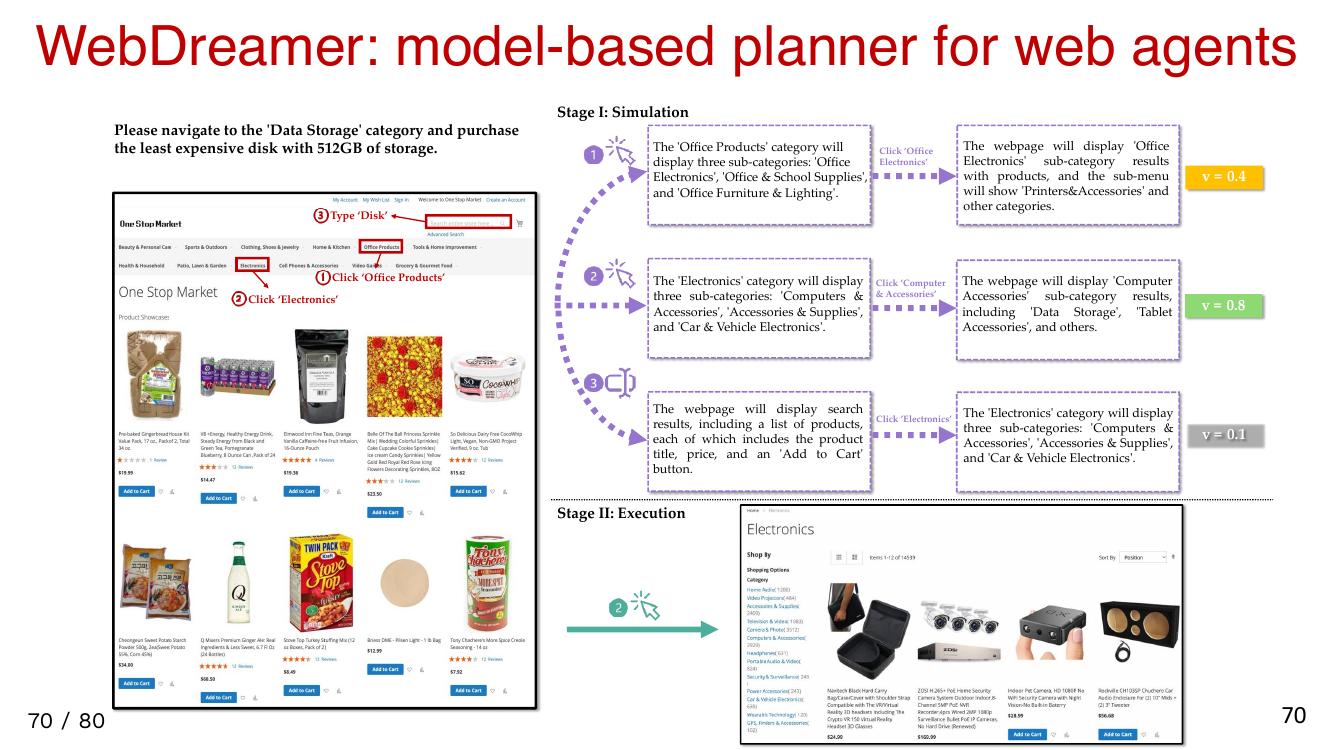 WebDreamer: model-based planner for web agents
Please navigate to the 'Data Storage' category and purchase
the least expensive disk with 512GB of storage.
My Account My Wish List Sign In Welcome to One Stop Market Create an Account
③ Type ‘Disk’
One Stop Market
Search entire store here...
Advanced Search
Beauty & Personal Care Sports & Outdoors Clothing, Shoes & Jewelry Home & Kitchen Office Products Tools & Home Improvement
Health & Household Patio, Lawn & Garden Electronics Cell Phones & Accessories Video Games Grocery & Gourmet Food
① Click ‘Office Products’
② Click ‘Electronics’
One Stop Market
Product Showcases
Pre-baked Gingerbread House Kit
Value Pack, 17 oz., Pack of 2, Total
34 oz.
1 Review
$19.99
Add to Cart
V8 +Energy, Healthy Energy Drink,
Steady Energy from Black and
Green Tea, Pomegranate
Blueberry, 8 Ounce Can ,Pack of 24
12 Reviews
$14.47
Add to Cart
Elmwood Inn Fine Teas, Orange
Vanilla Caffeine-free Fruit Infusion,
16-Ounce Pouch
4 Reviews
$19.36
Add to Cart
Belle Of The Ball Princess Sprinkle
Mix| Wedding Colorful Sprinkles|
Cake Cupcake Cookie Sprinkles|
Ice cream Candy Sprinkles| Yellow
Gold Red Royal Red Rose Icing
Flowers Decorating Sprinkles, 8OZ
12 Reviews
$23.50
Add to Cart
So Delicious Dairy Free CocoWhip
Light, Vegan, Non-GMO Project
Verified, 9 oz. Tub
12 Reviews
$15.62
Add to Cart
Cheongeun Sweet Potato Starch
Powder 500g, 2ea(Sweet Potato
55%, Corn 45%)
$34.00
Add to Cart
Q Mixers Premium Ginger Ale: Real
Ingredients & Less Sweet, 6.7 Fl Oz
(24 Bottles)
12 Reviews
$68.50
Add to Cart
Stove Top Turkey Stuffing Mix (12
oz Boxes, Pack of 2)
12 Reviews
$8.49
Add to Cart
Briess DME - Pilsen Light - 1 lb Bag
$12.99
Add to Cart
Tony Chachere's More Spice Creole
Seasoning - 14 oz
12 Reviews
$7.92
Add to Cart
Stage I: Simulation
1
The 'Office Products' category will
display three sub-categories: 'Office
Electronics', 'Office & School Supplies',
and 'Office Furniture & Lighting'.
Click ‘Office
Electronics’
The webpage will display 'Office
Electronics' sub-category results
with products, and the sub-menu
will show 'Printers&Accessories' and
other categories.
v = 0.4
2
The 'Electronics' category will display
three sub-categories: 'Computers &
Accessories', 'Accessories & Supplies',
and 'Car & Vehicle Electronics'.
Click ‘Computer
& Accessories’
The webpage will display 'Computer
Accessories' sub-category results,
including 'Data Storage', 'Tablet
Accessories', and others.
v = 0.8
3
The webpage will display search
results, including a list of products,
each of which includes the product
title, price, and an 'Add to Cart'
button.
Click ‘Electronics’
The 'Electronics' category will display
three sub-categories: 'Computers &
Accessories', 'Accessories & Supplies',
and 'Car & Vehicle Electronics'.
v = 0.1
Stage II: Execution
2
Home > Electronics
Electronics
Shop By
Shopping Options
Category
Home Audio( 1286)
Video Projectors( 484)
Accessories & Supplies(
2400)
Television & Video( 1083)
Camera & Photo( 3512)
Computers & Accessories(
Headphones( 631)
Portable Audio & Video(
824)
Security & Surveillance(
Power Accessories( 243)
Car & Vehicle Electronics(
Wearable Technology( 120)
GPS, Finders & Accessories(
102)
Items 1-12 of 14539
Sort By Position
Navitech Black Hard Carry
Bag/Case/Cover with Shoulder Strap
Compatible with The VR/Virtual
Reality 3D headsets Including The
Crypto VR 150 Virtual Reality
Headset 3D Glasses
$24.99
ZOSI H.265+ PoE Home Security
Camera System Outdoor Indoor,8-
Channel 5MP PoE NVR
Recorder,4pcs Wired 2MP 1080p
Surveillance Bullet PoE IP Cameras,
No Hard Drive (Renewed)
$169.99
Indoor Pet Camera, HD 1080P No
WiFi Security Camera with Night
Vision-No Built-in Baterry
$28.99
Add to Cart
Rockville CH10SSP Chuchero Car
Audio Enclosure For (2) 10" Mids +
(2) 3" Tweeter
$56.68
Add to Cart
70 / 80
70